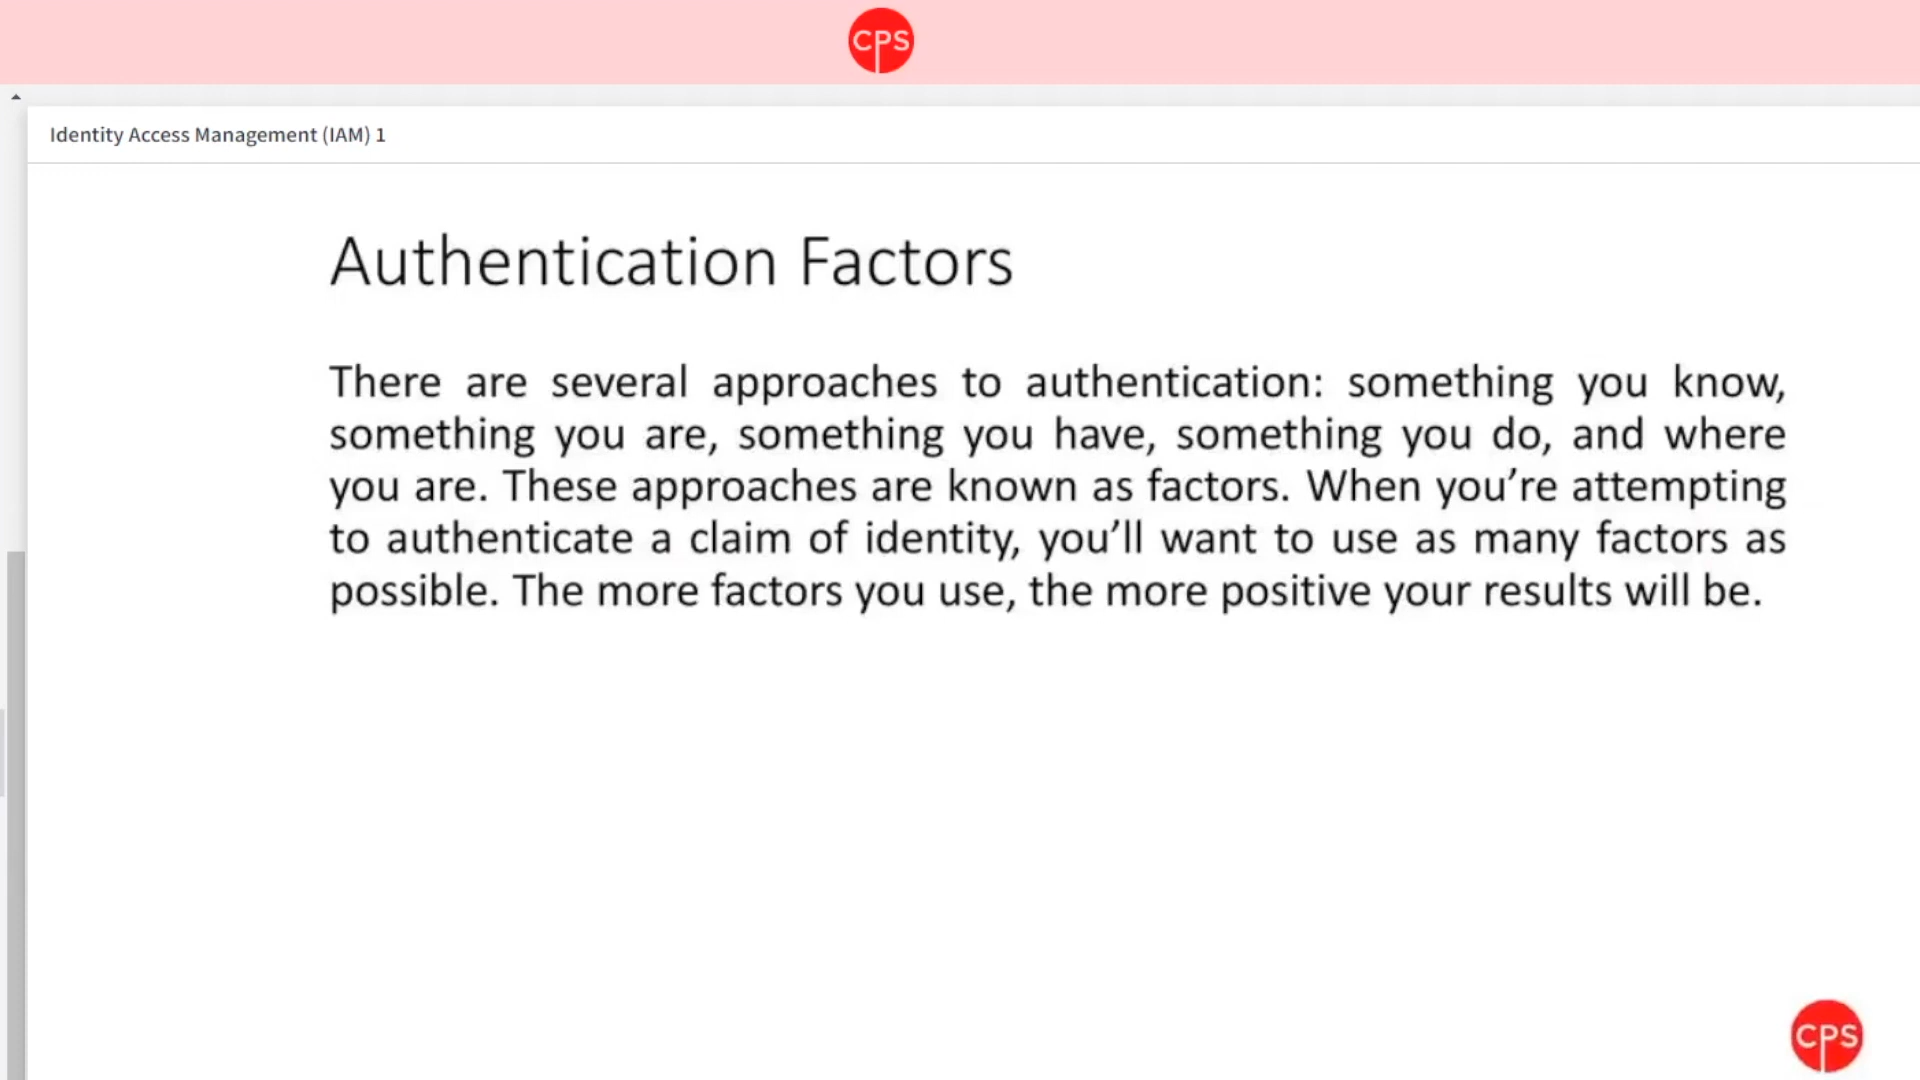 CPS
Identity Access Management (IAM) 1
Authentication Factors
There are several approaches to authentication: something you know,
something you are, something you have, something you do, and where
you are. These approaches are known as factors. When you’re attempting
to authenticate a claim of identity, you’ll want to use as many factors as
possible. The more factors you use, the more positive your results will be.
CPS